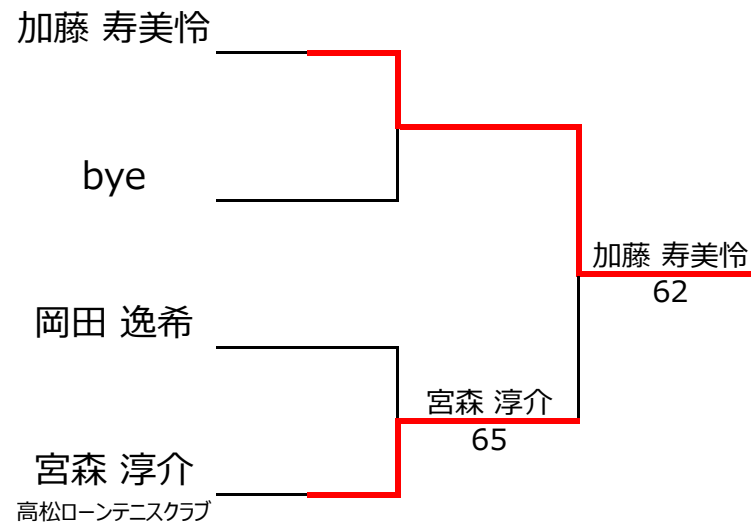 加藤 寿美怜
bye
加藤 寿美怜
62
岡田 逸希
宮森 淳介
65
宮森 淳介
高松ローンテニスクラブ